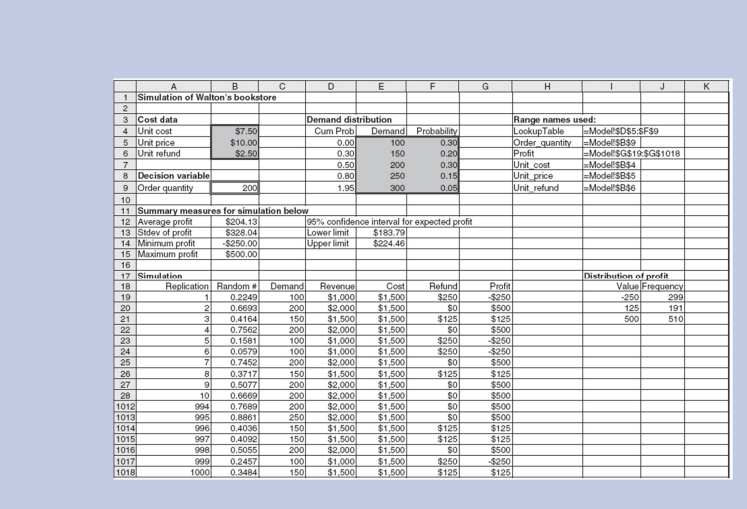 A B C D E F G H I J K
1 Simulation of Walton's bookstore
2
3 Cost data Demand distribution Range names used:
4 Unit cost $7.50 Cum Prob Demand Probability LookupTable =Model!$D$5:$F$9
5 Unit price $10.00 0.00 100 0.30 Order_quantity =Model!$B$9
6 Unit refund $2.50 0.30 150 0.20 Profit =Model!$G$19:$G$1018
7 0.50 200 0.30 Unit_cost =Model!$B$4
8 Decision variable 0.80 250 0.15 Unit_price =Model!$B$5
9 Order quantity 200 1.95 300 0.05 Unit_refund =Model!$B$6
10
11 Summary measures for simulation below
12 Average profit $204.13 95% confidence interval for expected profit
13 Stdev of profit $328.04 Lower limit $183.79
14 Minimum profit -$250.00 Upper limit $224.46
15 Maximum profit $500.00
16
17 Simulation Distribution of profit
18 Replication Random # Demand Revenue Cost Refund Profit Value Frequency
19 1 0.2249 100 $1,000 $1,500 $250 -$250 -250 299
20 2 0.6693 200 $2,000 $1,500 $0 $500 125 191
21 3 0.4164 150 $1,500 $1,500 $125 $125 500 510
22 4 0.7562 200 $2,000 $1,500 $0 $500
23 5 0.1581 100 $1,000 $1,500 $250 -$250
24 6 0.0579 100 $1,000 $1,500 $250 -$250
25 7 0.7452 200 $2,000 $1,500 $0 $500
26 8 0.3717 150 $1,500 $1,500 $125 $125
27 9 0.5077 200 $2,000 $1,500 $0 $500
28 10 0.6669 200 $2,000 $1,500 $0 $500
1012 994 0.7689 200 $2,000 $1,500 $0 $500
1013 995 0.8861 250 $2,000 $1,500 $0 $500
1014 996 0.4036 150 $1,500 $1,500 $125 $125
1015 997 0.4092 150 $1,500 $1,500 $125 $125
1016 998 0.5055 200 $2,000 $1,500 $0 $500
1017 999 0.2457 100 $1,000 $1,500 $250 -$250
1018 1000 0.3484 150 $1,500 $1,500 $125 $125